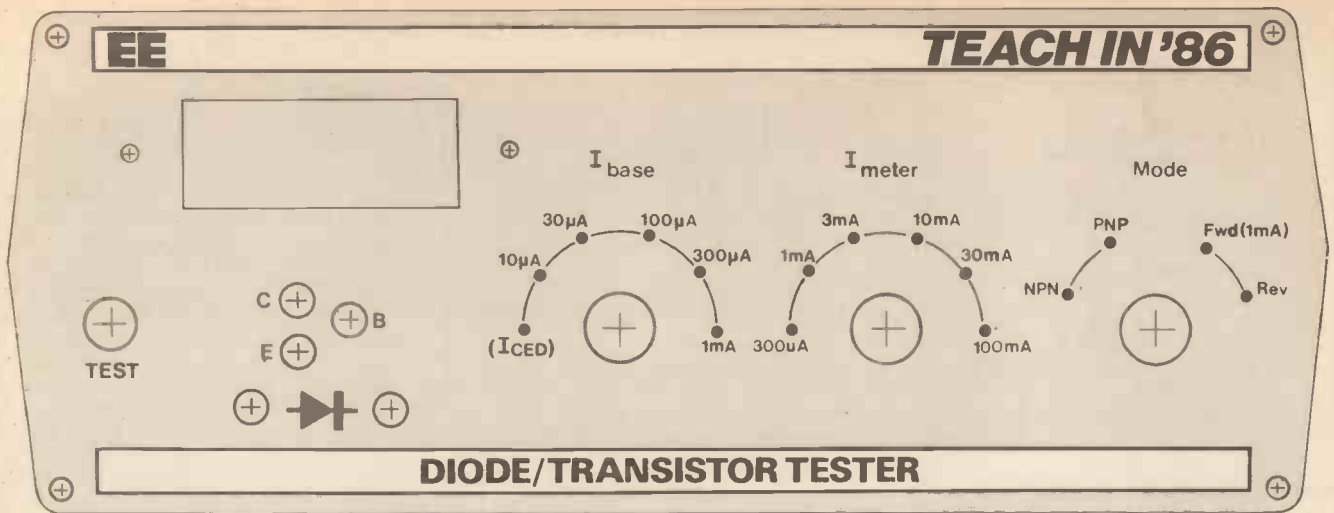 EE TEACH IN '86
I base
I meter
Mode
30µA 100µA
3mA 10mA
PNP Fwd(1mA)
10µA 300µA
1mA 30mA
NPN Rev
C B
E
(ICED) 1mA
300uA 100mA
TEST
DIODE/TRANSISTOR TESTER